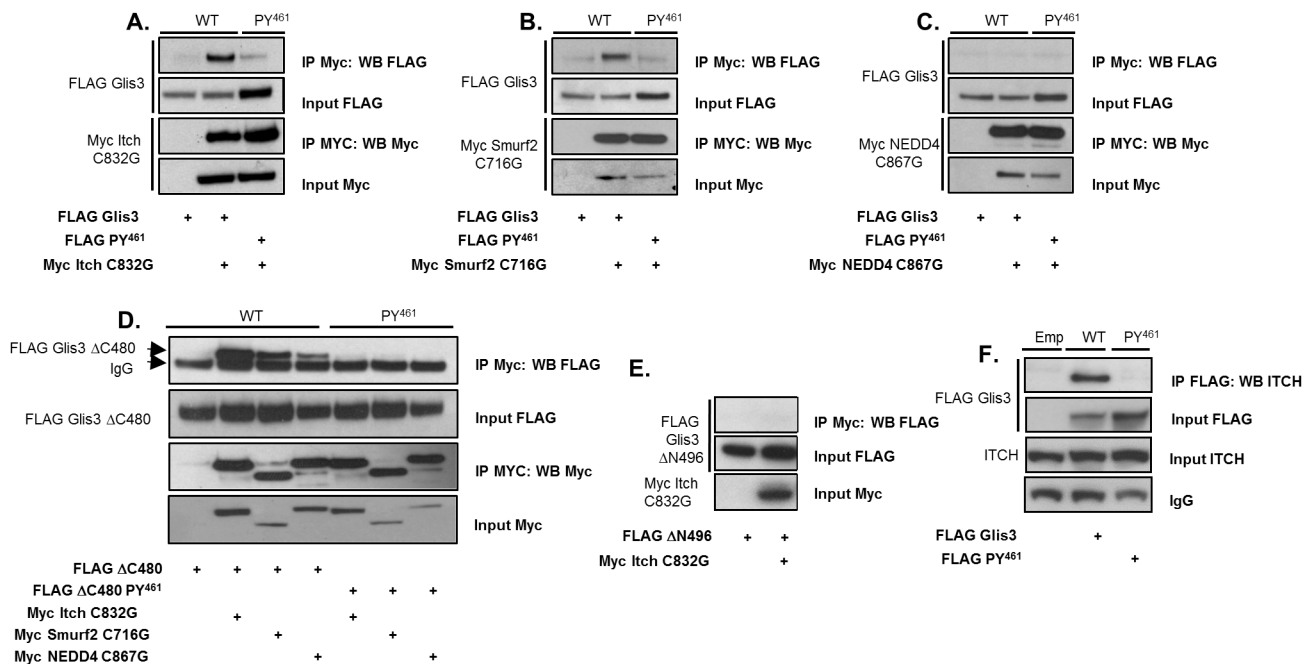 A.
WT PY⁴⁶¹
FLAG Glis3
IP Myc: WB FLAG
Input FLAG
Myc Itch
C832G
IP MYC: WB Myc
Input Myc
FLAG Glis3 + +
FLAG PY⁴⁶¹ +
Myc Itch C832G + +
B.
WT PY⁴⁶¹
FLAG Glis3
IP Myc: WB FLAG
Input FLAG
Myc Smurf2
C716G
IP MYC: WB Myc
Input Myc
FLAG Glis3 + +
FLAG PY⁴⁶¹ +
Myc Smurf2 C716G + +
C.
WT PY⁴⁶¹
FLAG Glis3
IP Myc: WB FLAG
Input FLAG
Myc NEDD4
C867G
IP MYC: WB Myc
Input Myc
FLAG Glis3 + +
FLAG PY⁴⁶¹ +
Myc NEDD4 C867G + +
D.
WT PY⁴⁶¹
FLAG Glis3 ΔC480
IgG
IP Myc: WB FLAG
FLAG Glis3 ΔC480
Input FLAG
IP MYC: WB Myc
Input Myc
FLAG ΔC480 + + + +
FLAG ΔC480 PY⁴⁶¹ + + +
Myc Itch C832G + +
Myc Smurf2 C716G + +
Myc NEDD4 C867G + +
E.
FLAG
Glis3
ΔN496
IP Myc: WB FLAG
Input FLAG
Myc Itch
C832G
Input Myc
FLAG ΔN496 + +
Myc Itch C832G +
F.
Emp WT PY⁴⁶¹
FLAG Glis3
IP FLAG: WB ITCH
Input FLAG
ITCH
Input ITCH
IgG
FLAG Glis3 +
FLAG PY⁴⁶¹ +